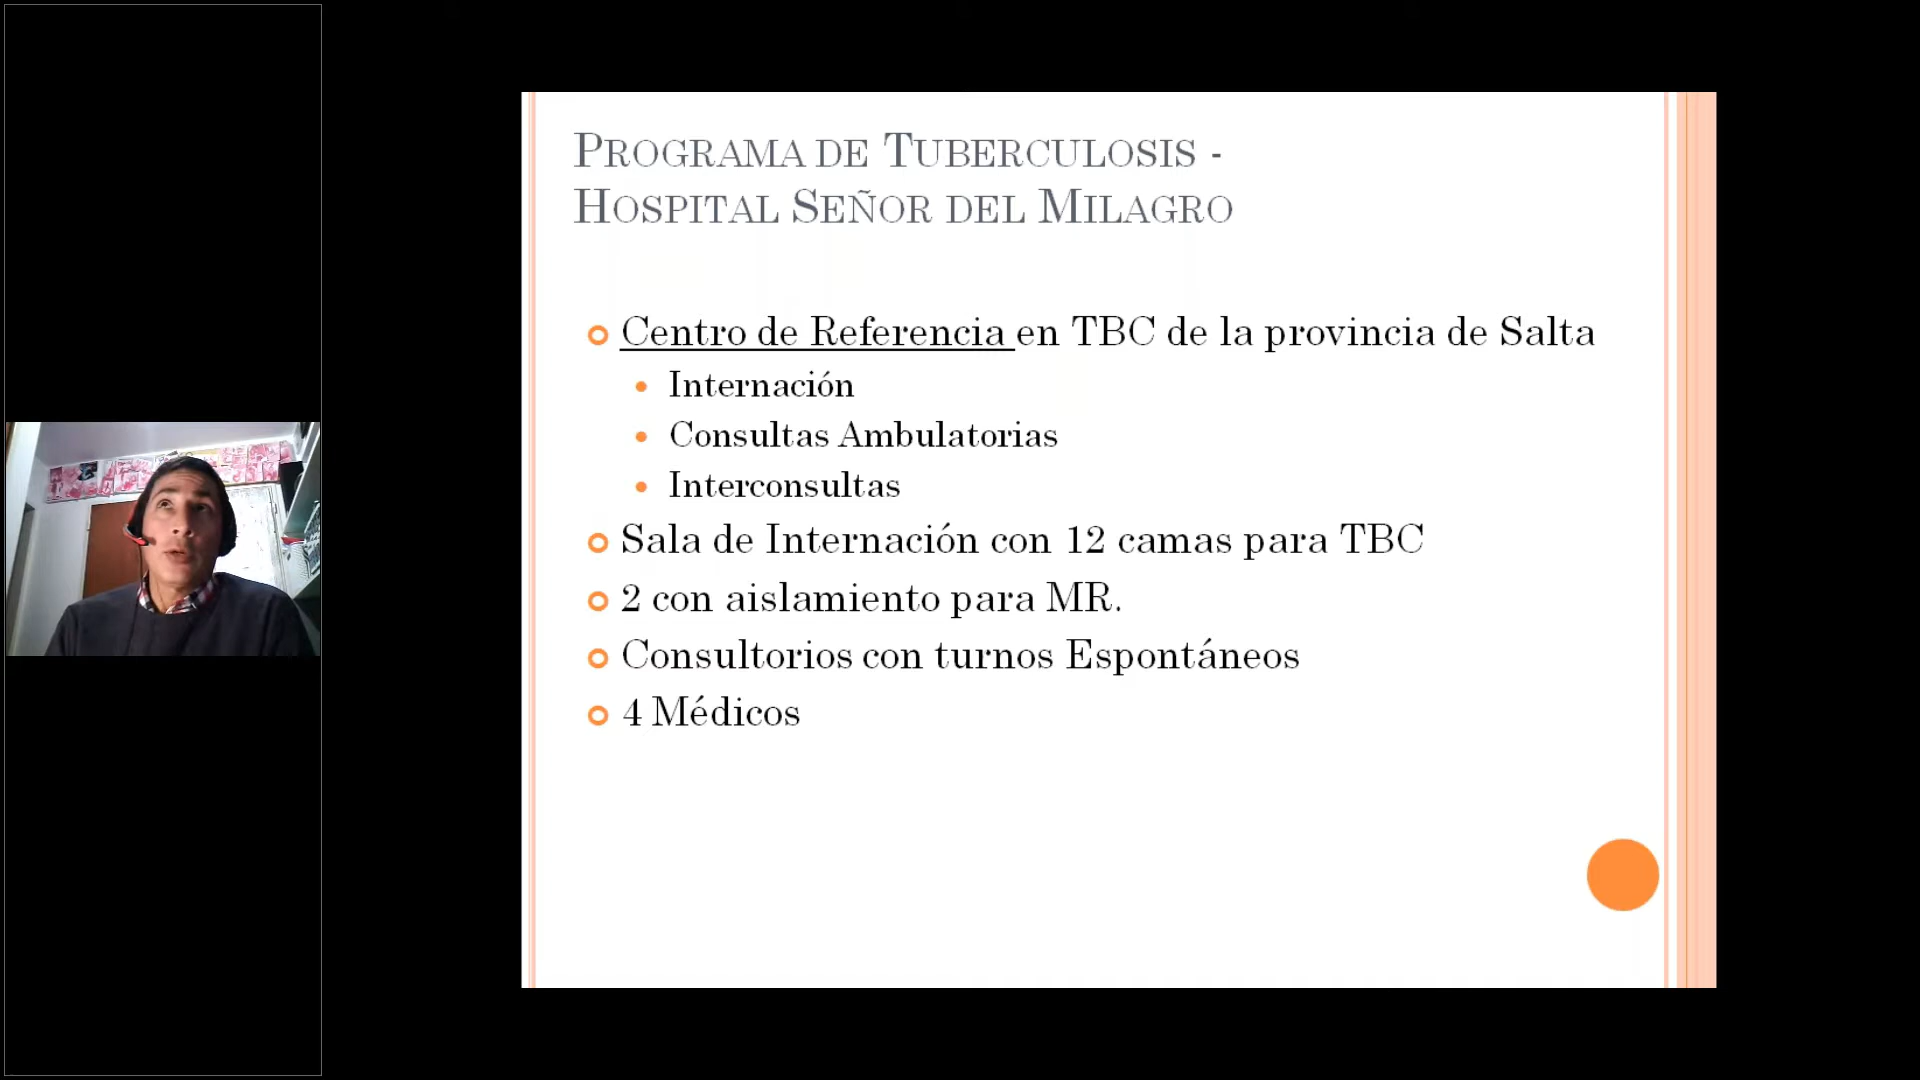 PROGRAMA DE TUBERCULOSIS -
HOSPITAL SEÑOR DEL MILAGRO
Centro de Referencia en TBC de la provincia de Salta
Internación
Consultas Ambulatorias
Interconsultas
Sala de Internación con 12 camas para TBC
2 con aislamiento para MR.
Consultorios con turnos Espontáneos
4 Médicos